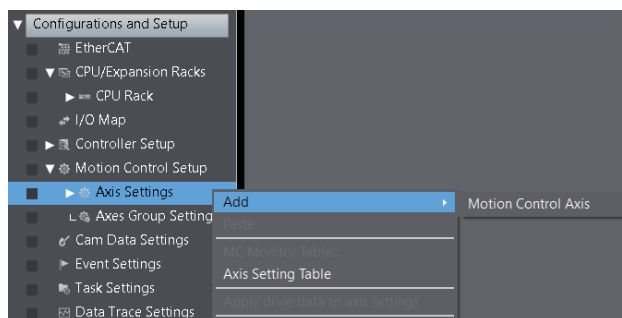 Configurations and Setup
EtherCAT
CPU/Expansion Racks
CPU Rack
I/O Map
Controller Setup
Motion Control Setup
Axis Settings
Axes Group Setting
Cam Data Settings
Event Settings
Task Settings
Data Trace Settings
Add
Paste
MC Monitor Table...
Axis Setting Table
Apply drive data to axis settings
Motion Control Axis